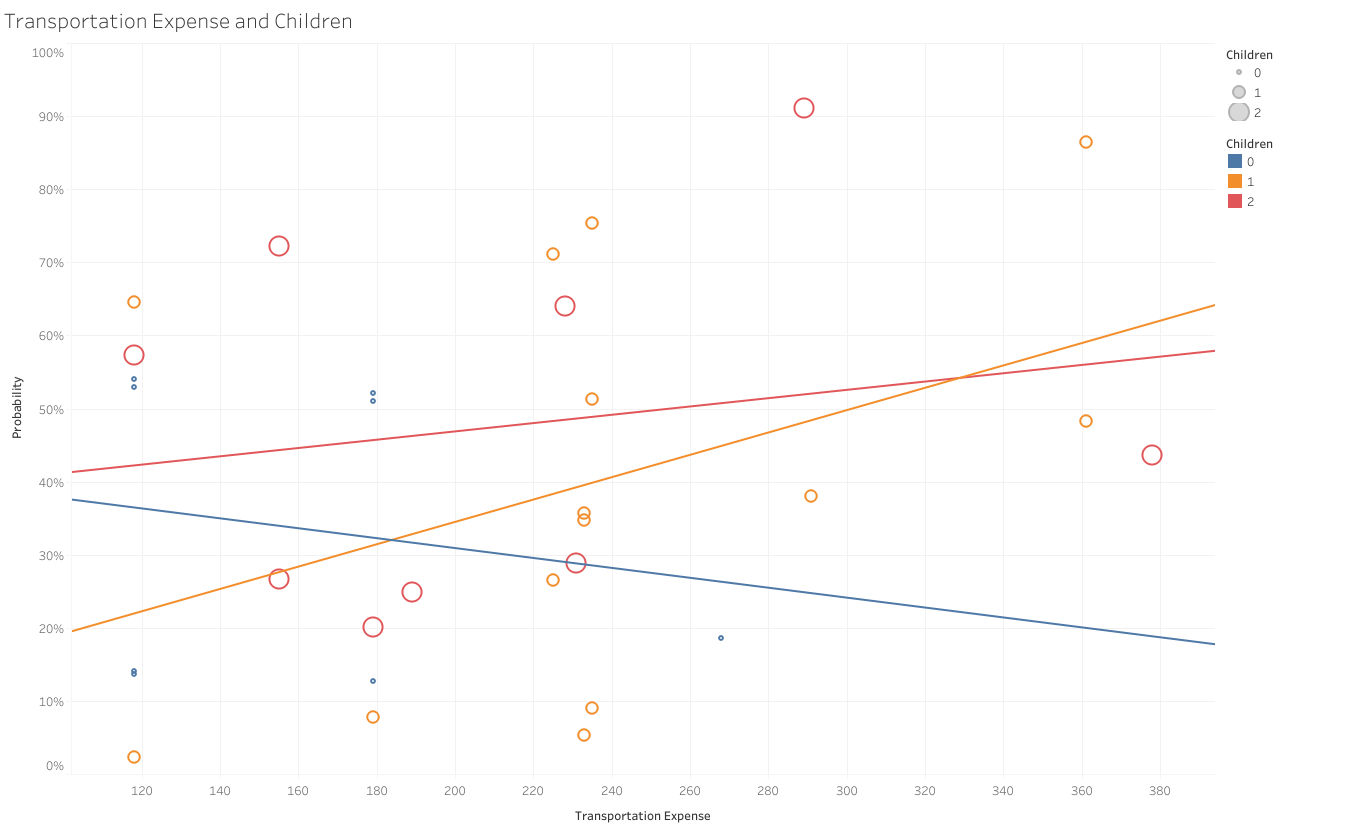 Transportation Expense and Children
100%
90%
80%
70%
60%
50%
40%
30%
20%
10%
0%
Probability
120 140 160 180 200 220 240 260 280 300 320 340 360 380
Transportation Expense
Children
0
1
2
Children
0
1
2